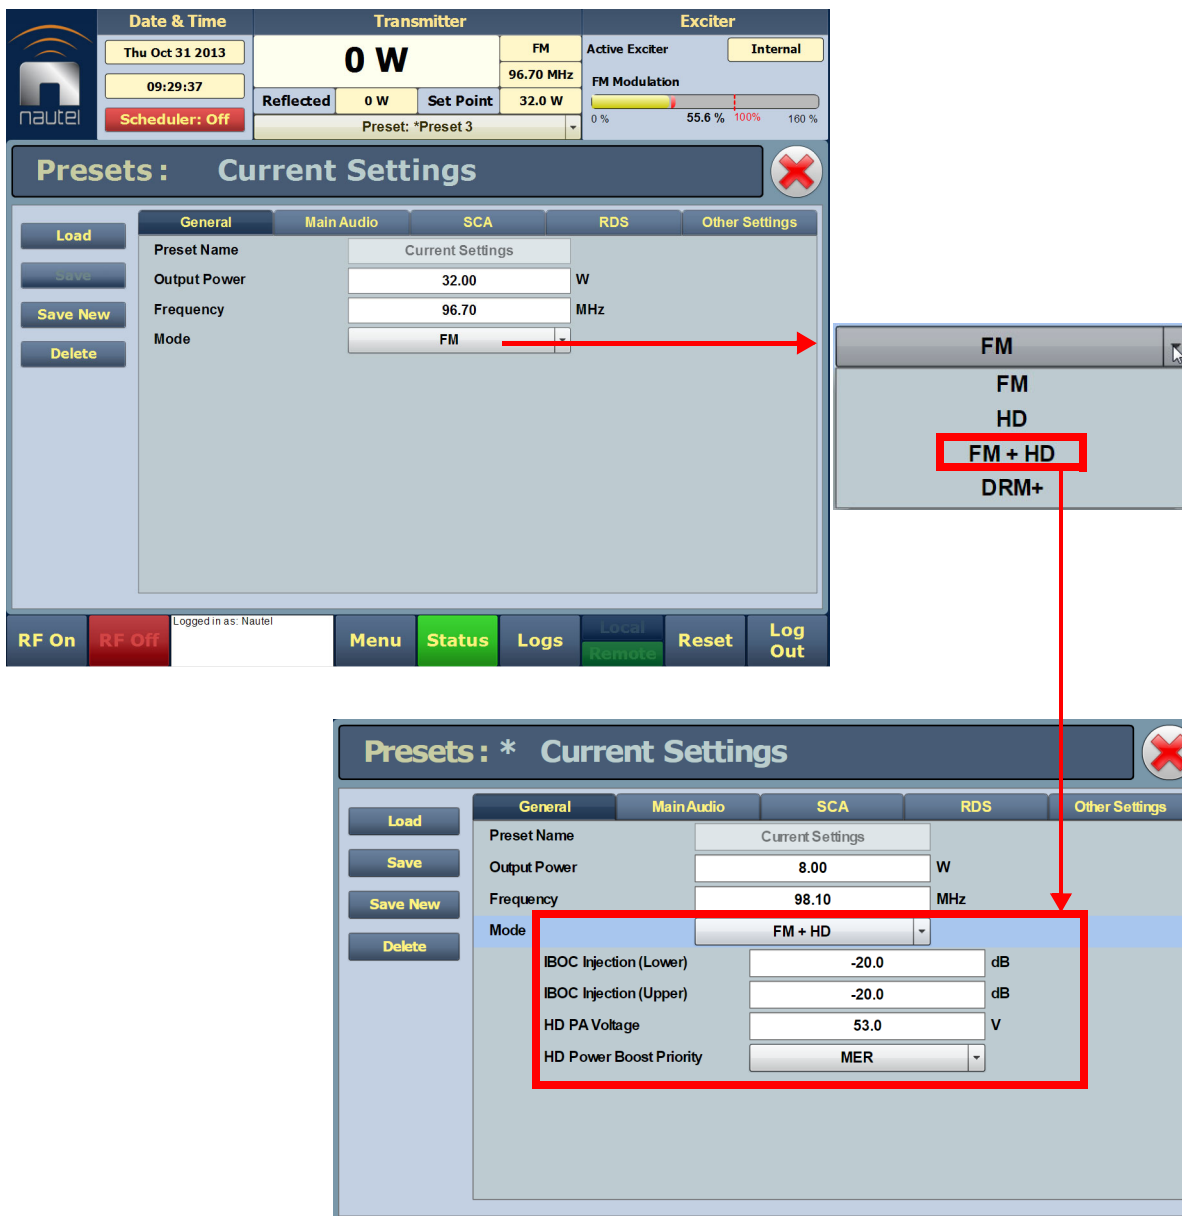 Date & Time
Transmitter
Exciter
nautel
Thu Oct 31 2013
09:29:37
Scheduler: Off
0 W
FM
96.70 MHz
Reflected
0 W
Set Point
32.0 W
Preset: *Preset 3
Active Exciter
Internal
FM Modulation
0 %
55.6 %
100%
160 %
Presets: Current Settings
Load
Save
Save New
Delete
General
Main Audio
SCA
RDS
Other Settings
Preset Name
Current Settings
Output Power
32.00
W
Frequency
96.70
MHz
Mode
FM
RF On
RF Off
Logged in as: Nautel
Menu
Status
Logs
Local
Remote
Reset
Log
Out
FM
FM
HD
FM + HD
DRM+
Presets: * Current Settings
Load
Save
Save New
Delete
General
Main Audio
SCA
RDS
Other Settings
Preset Name
Current Settings
Output Power
8.00
W
Frequency
98.10
MHz
Mode
FM + HD
IBOC Injection (Lower)
-20.0
dB
IBOC Injection (Upper)
-20.0
dB
HD PA Voltage
53.0
V
HD Power Boost Priority
MER